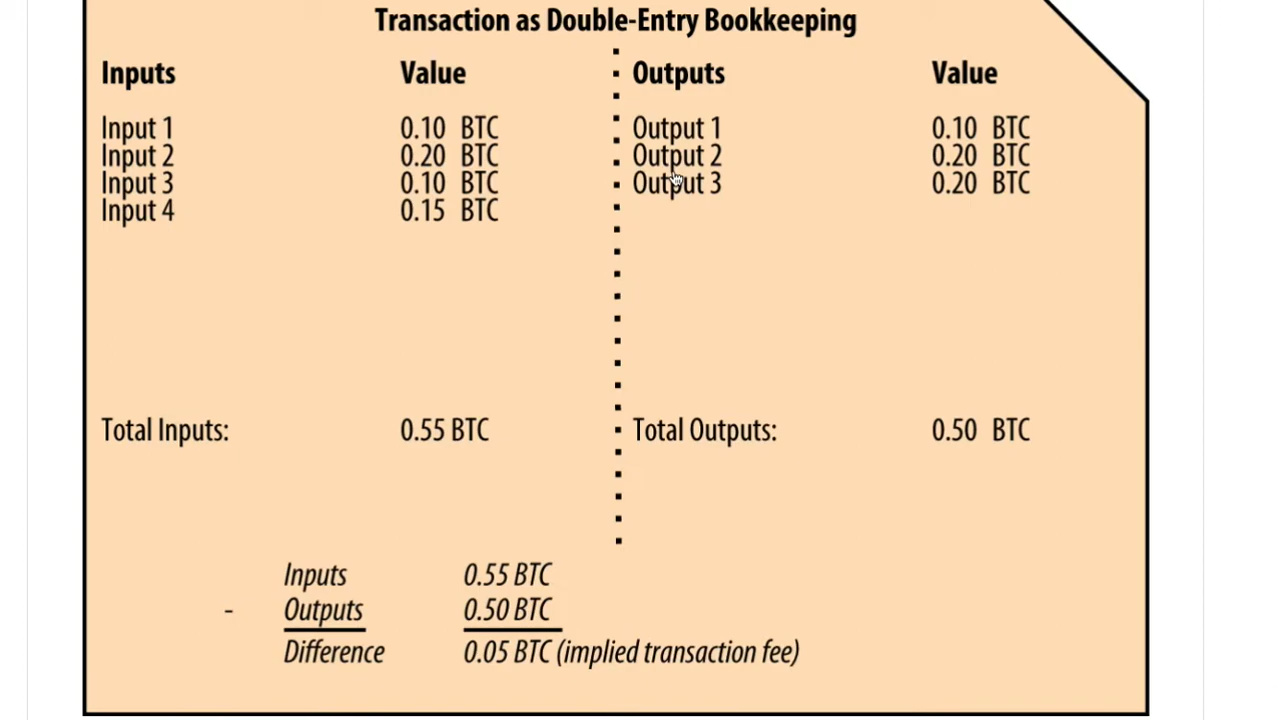 Transaction as Double-Entry Bookkeeping
Inputs Value Outputs Value
Input 1 0.10 BTC Output 1 0.10 BTC
Input 2 0.20 BTC Output 2 0.20 BTC
Input 3 0.10 BTC Output 3 0.20 BTC
Input 4 0.15 BTC
Total Inputs: 0.55 BTC Total Outputs: 0.50 BTC
Inputs 0.55 BTC
- Outputs 0.50 BTC
Difference 0.05 BTC (implied transaction fee)